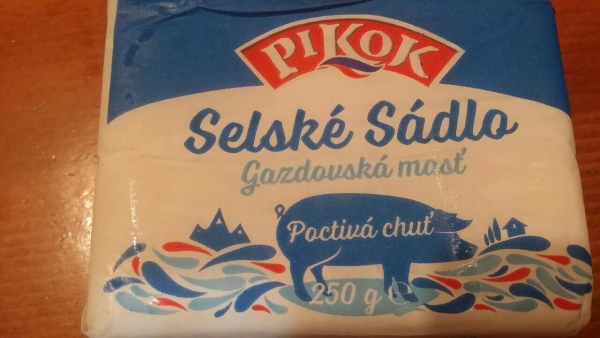 PIKOK
Selské Sádlo
Gazdovská masť
Poctivá chuť
250 g